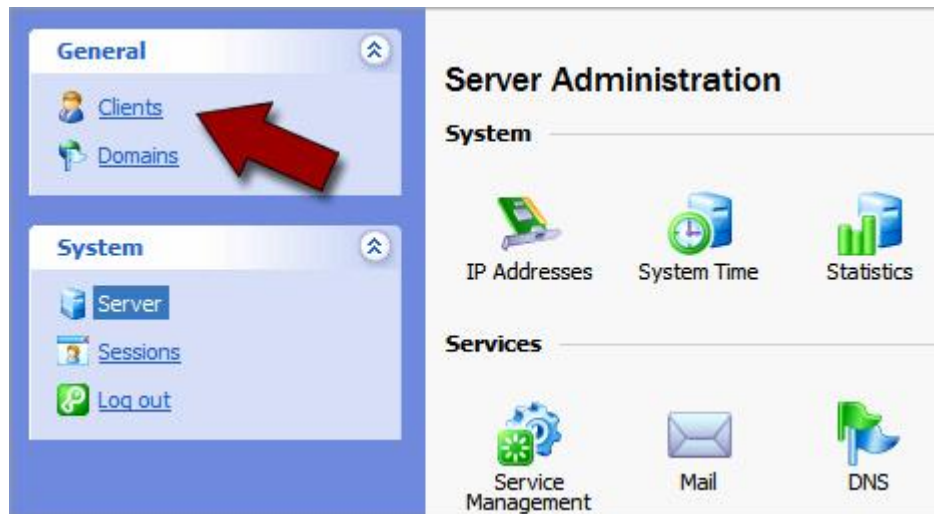 General
Clients
Domains
System
Server
Sessions
Log out
Server Administration
System
IP Addresses
System Time
Statistics
Services
Service
Management
Mail
DNS